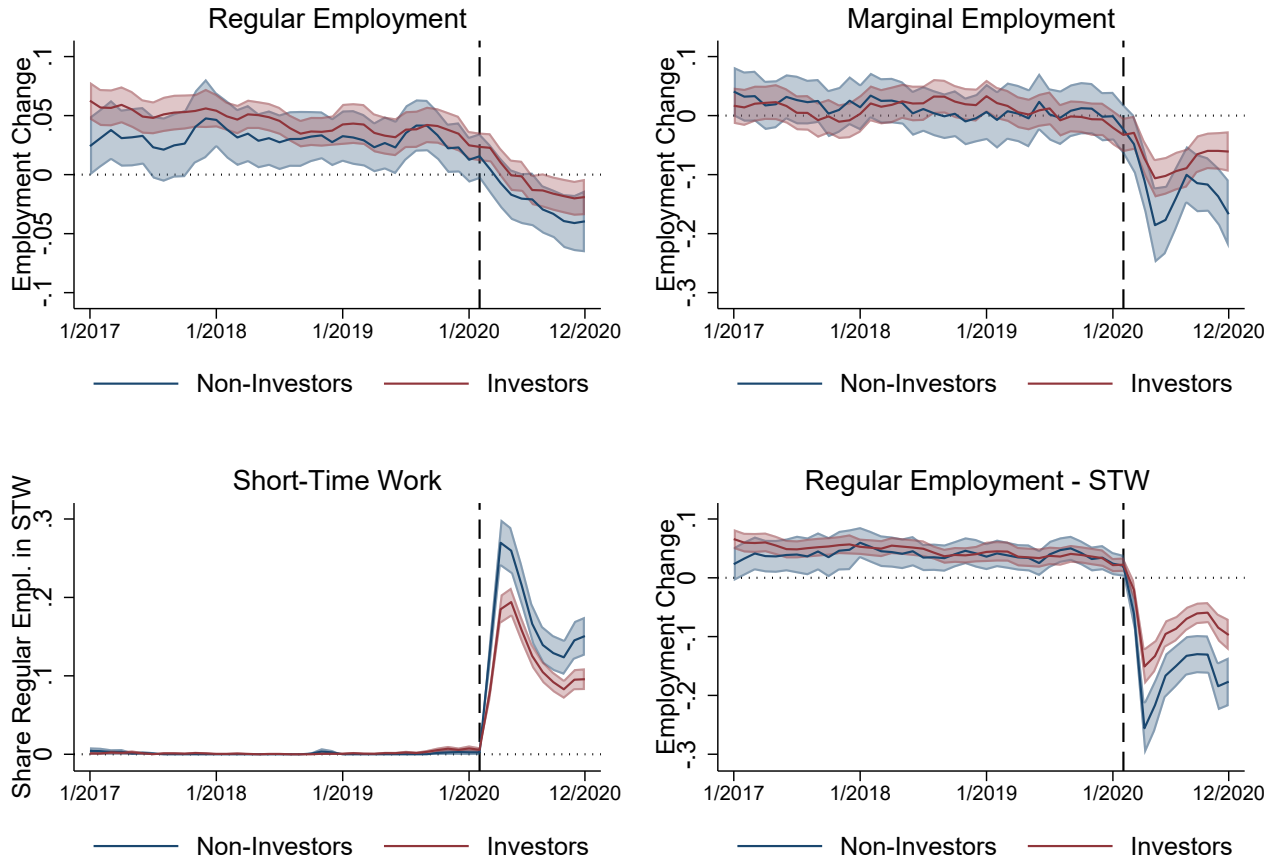 Regular Employment
Employment Change
.1
.05
0
-.05
-.1
1/2017 1/2018 1/2019 1/2020 12/2020
Non-Investors Investors
Marginal Employment
Employment Change
.1
0
-.1
-.2
-.3
1/2017 1/2018 1/2019 1/2020 12/2020
Non-Investors Investors
Short-Time Work
Share Regular Empl. in STW
.3
.2
.1
0
1/2017 1/2018 1/2019 1/2020 12/2020
Non-Investors Investors
Regular Employment - STW
Employment Change
.1
0
-.1
-.2
-.3
1/2017 1/2018 1/2019 1/2020 12/2020
Non-Investors Investors